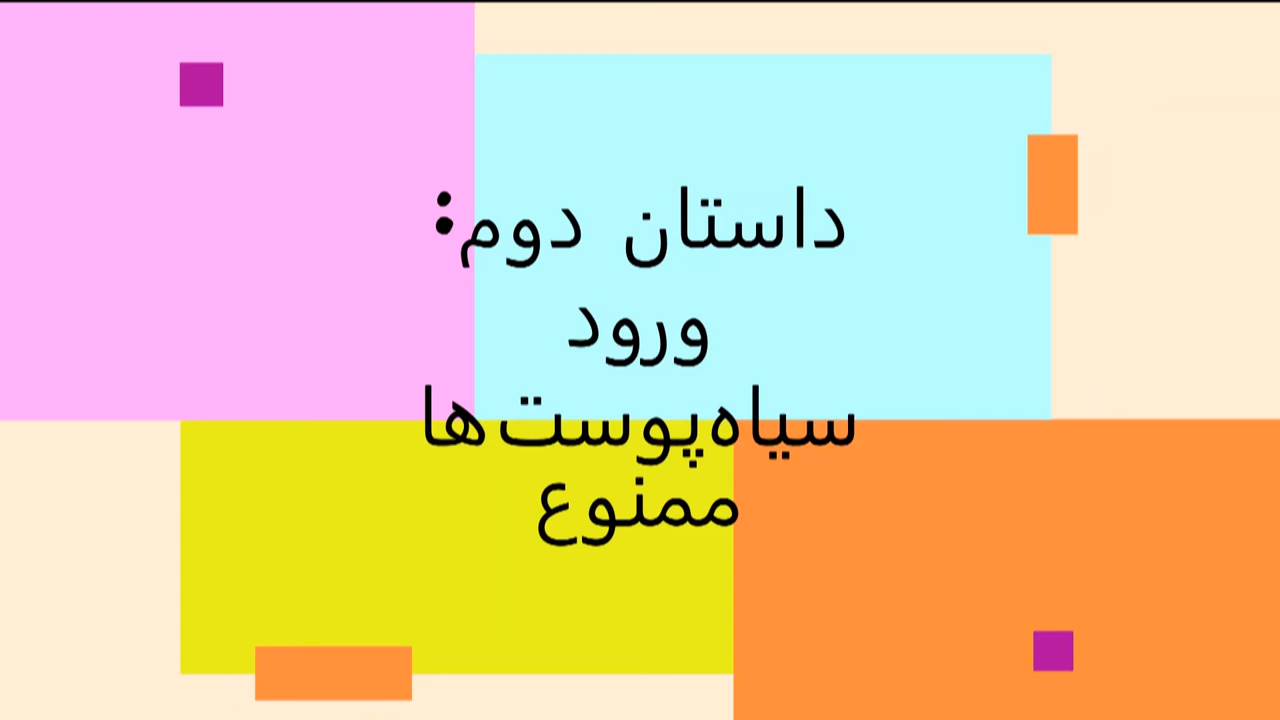 داستان دوم:
ورود
سیاه‌پوست‌ها
ممنوع